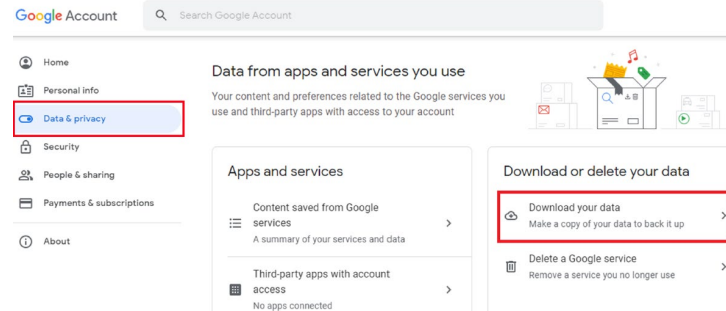 Google Account
Search Google Account
Home
Personal info
Data & privacy
Security
People & sharing
Payments & subscriptions
About
Data from apps and services you use
Your content and preferences related to the Google services you
use and third-party apps with access to your account
Apps and services
Content saved from Google
services
A summary of your services and data
Third-party apps with account
access
No apps connected
Download or delete your data
Download your data
Make a copy of your data to back it up
Delete a Google service
Remove a service you no longer use